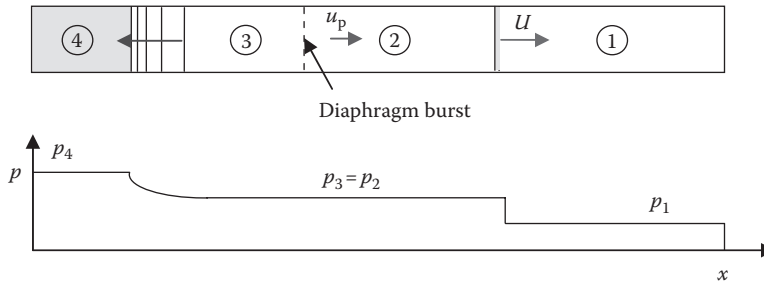 4 3 u_p 2 U 1
Diaphragm burst
p_4
p p_3 = p_2 p_1
x